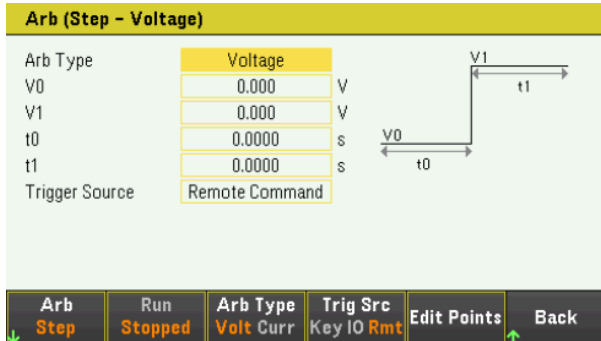 Arb (Step - Voltage)
Arb Type Voltage
V0 0.000 V
V1 0.000 V
t0 0.0000 s
t1 0.0000 s
Trigger Source Remote Command
V1
t1
V0
t0
Arb Run Arb Type Trig Src Edit Points Back
Step Stopped Volt Curr Key IO Rmt